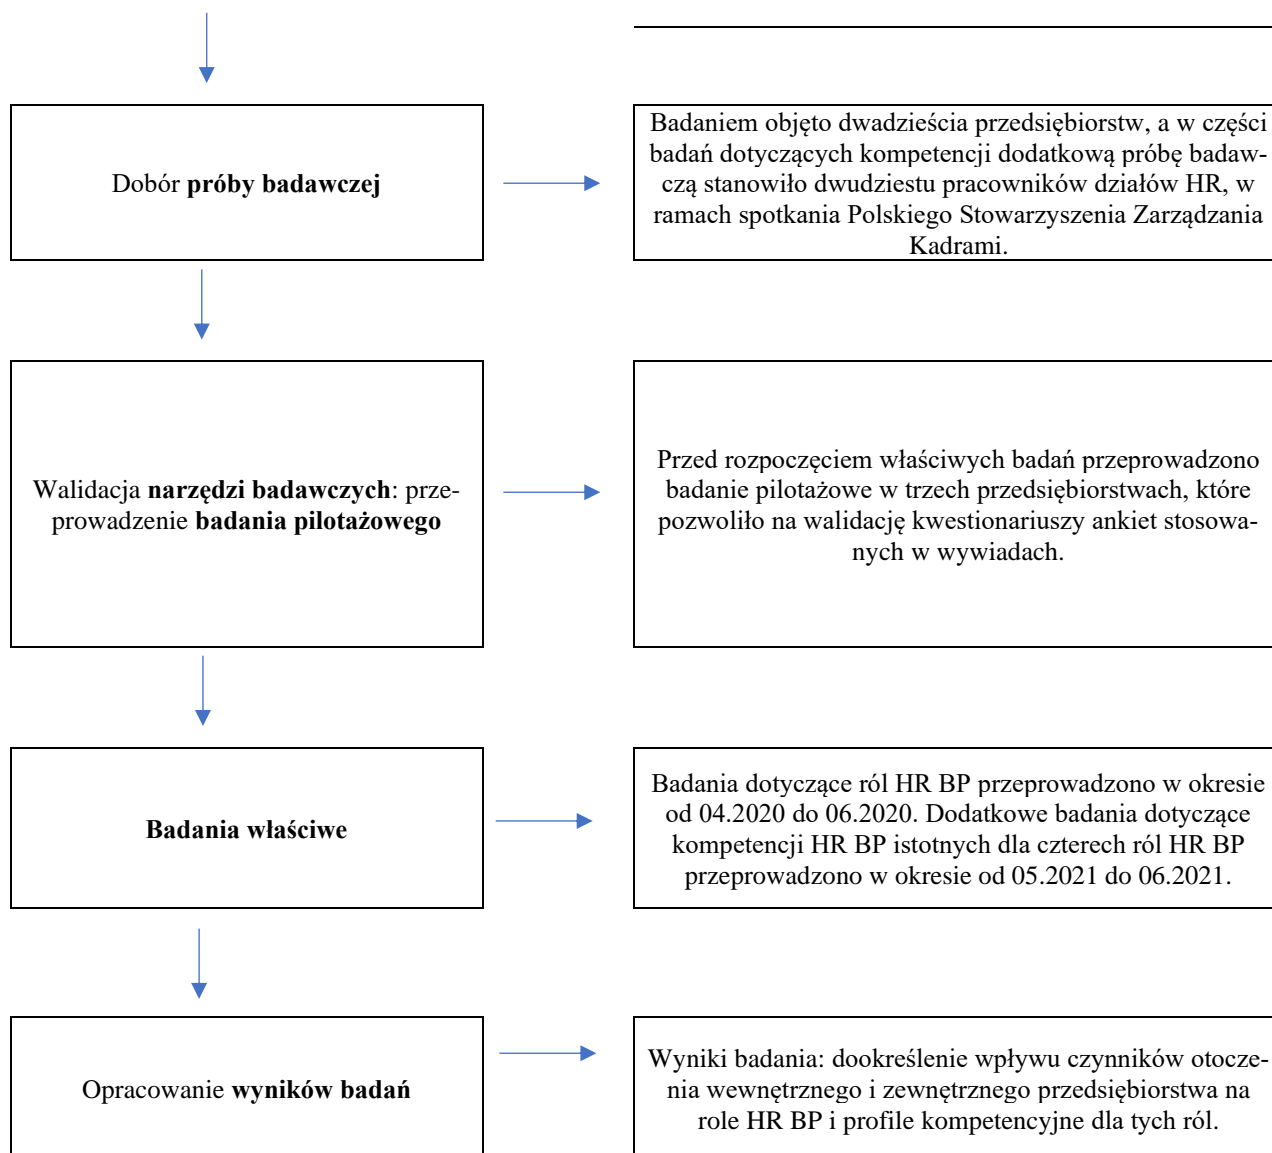 Dobór próby badawczej
Badaniem objęto dwadzieścia przedsiębiorstw, a w części
badań dotyczących kompetencji dodatkową próbę badaw-
czą stanowiło dwudziestu pracowników działów HR, w
ramach spotkania Polskiego Stowarzyszenia Zarządzania
Kadrami.
Walidacja narzędzi badawczych: prze-
prowadzenie badania pilotażowego
Przed rozpoczęciem właściwych badań przeprowadzono
badanie pilotażowe w trzech przedsiębiorstwach, które
pozwoliło na walidację kwestionariuszy ankiet stosowa-
nych w wywiadach.
Badania właściwe
Badania dotyczące ról HR BP przeprowadzono w okresie
od 04.2020 do 06.2020. Dodatkowe badania dotyczące
kompetencji HR BP istotnych dla czterech ról HR BP
przeprowadzono w okresie od 05.2021 do 06.2021.
Opracowanie wyników badań
Wyniki badania: dookreślenie wpływu czynników otocze-
nia wewnętrznego i zewnętrznego przedsiębiorstwa na
role HR BP i profile kompetencyjne dla tych ról.